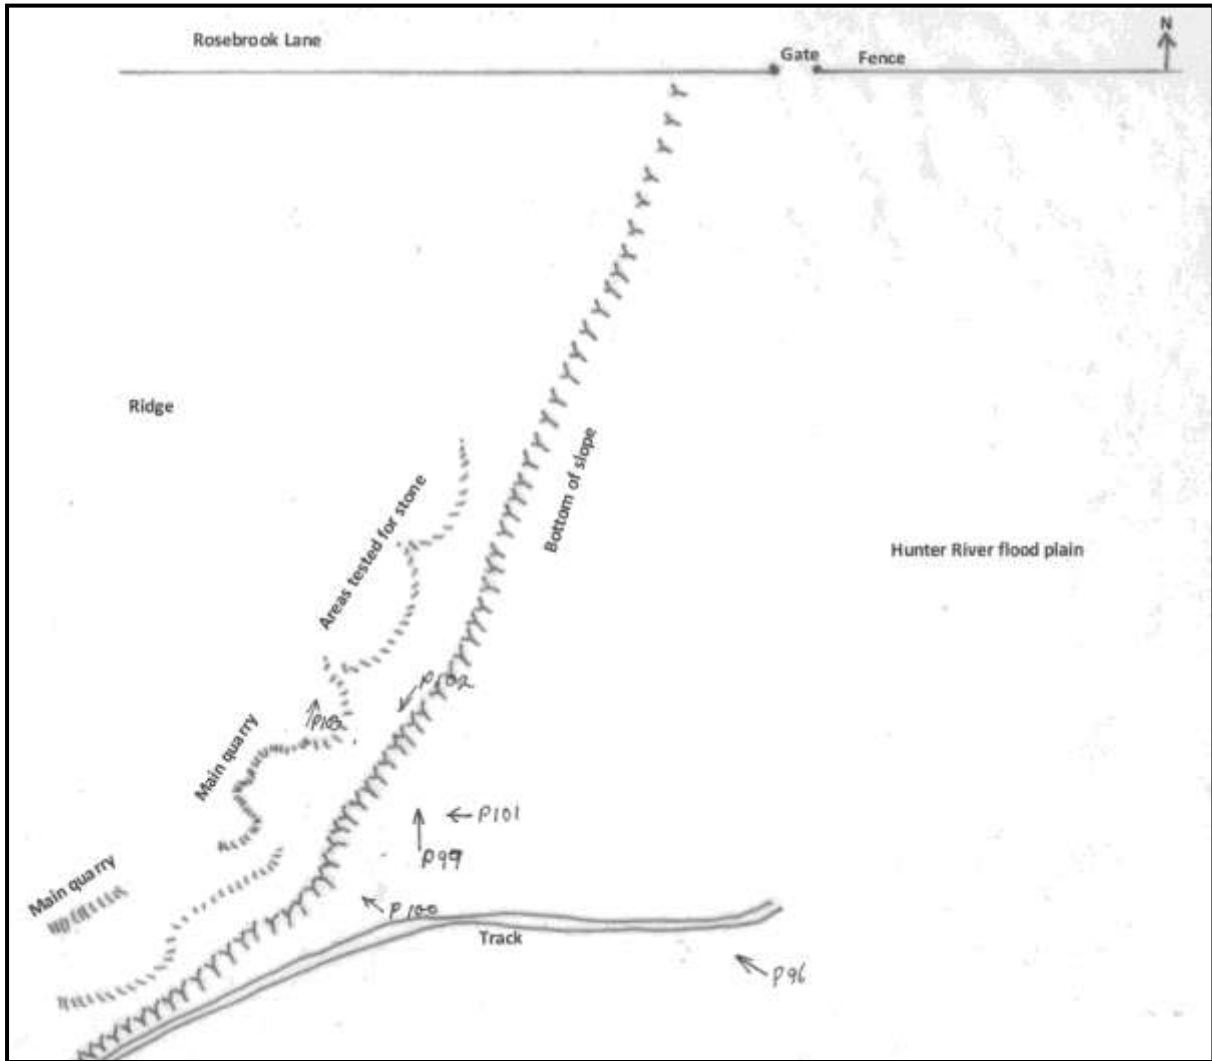 N
Rosebrook Lane
Gate
Fence
Ridge
Areas tested for stone
Bottom of slope
Hunter River flood plain
P102
P103
Main quarry
P101
P99
Main quarry
P100
Track
P96